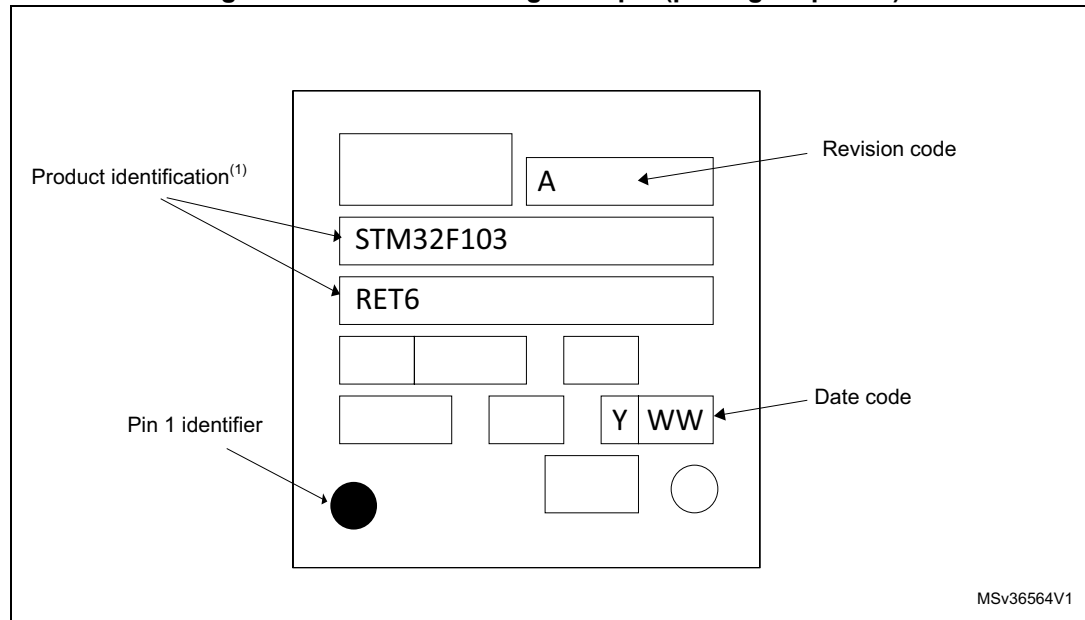 Revision code
Product identification(1)
A
STM32F103
RET6
Date code
Y WW
Pin 1 identifier
MSv36564V1